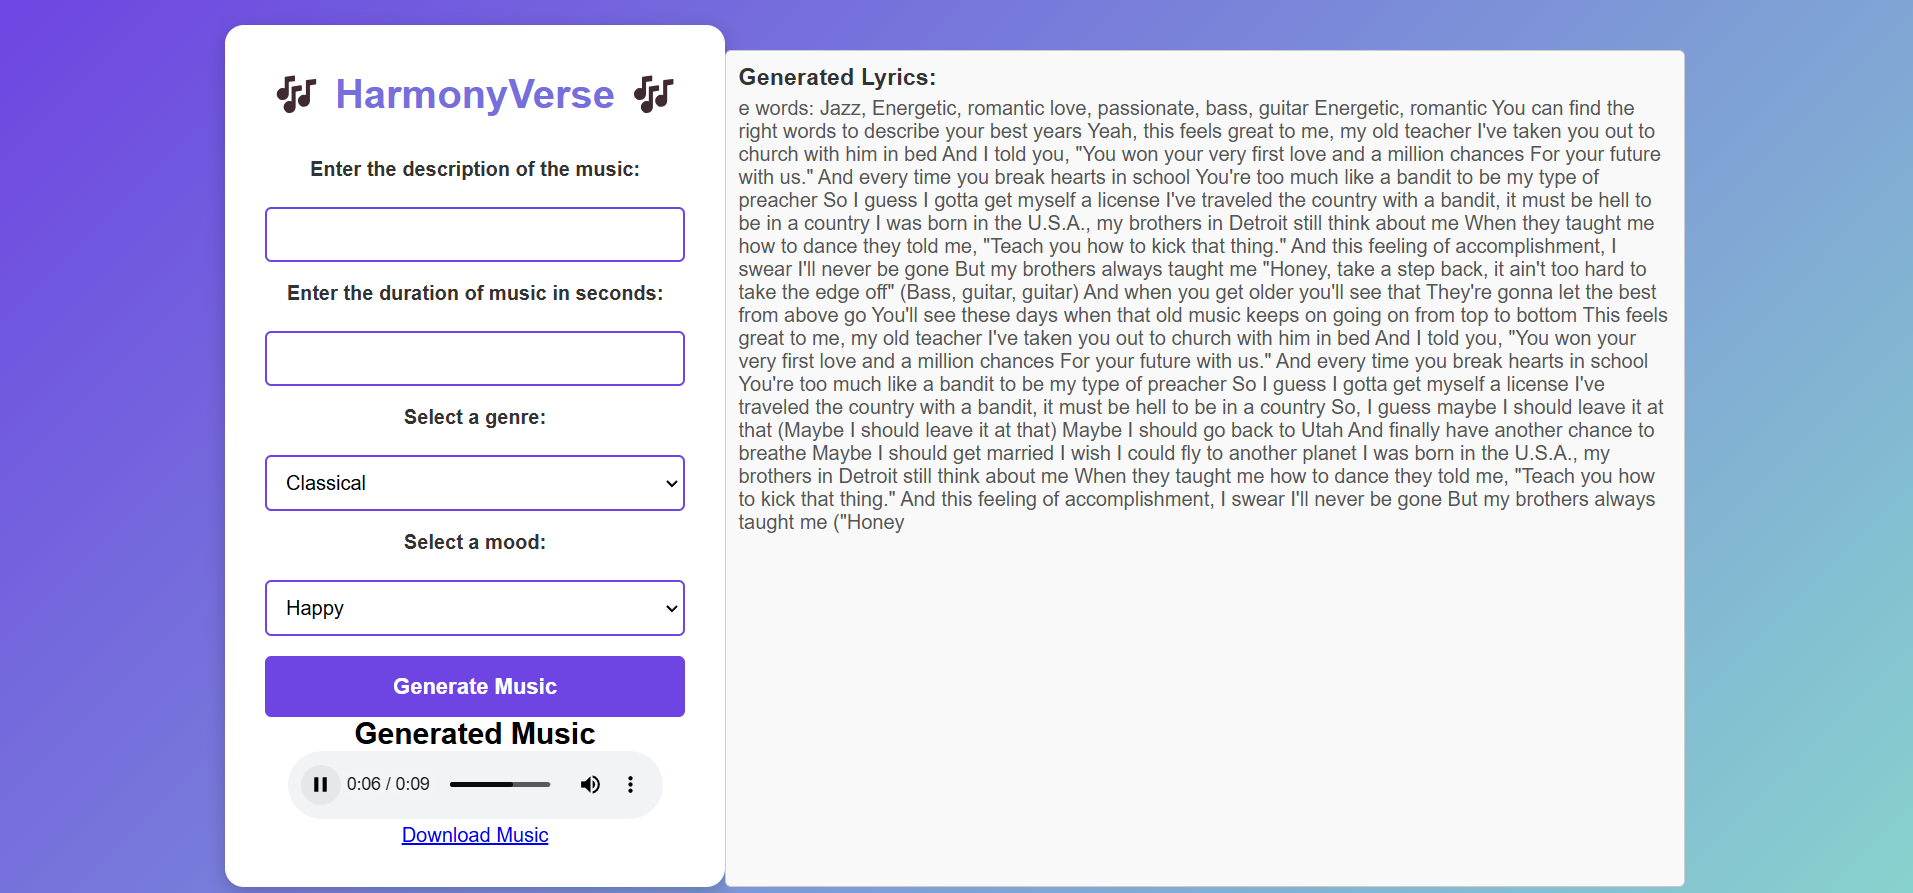 🎶 HarmonyVerse 🎶
Enter the description of the music:
Enter the duration of music in seconds:
Select a genre:
Classical
Select a mood:
Happy
Generate Music
Generated Music
0:06 / 0:09
Download Music
Generated Lyrics:
e words: Jazz, Energetic, romantic love, passionate, bass, guitar Energetic, romantic You can find the
right words to describe your best years Yeah, this feels great to me, my old teacher I've taken you out to
church with him in bed And I told you, "You won your very first love and a million chances For your future
with us." And every time you break hearts in school You're too much like a bandit to be my type of
preacher So I guess I gotta get myself a license I've traveled the country with a bandit, it must be hell to
be in a country I was born in the U.S.A., my brothers in Detroit still think about me When they taught me
how to dance they told me, "Teach you how to kick that thing." And this feeling of accomplishment, I
swear I'll never be gone But my brothers always taught me "Honey, take a step back, it ain't too hard to
take the edge off" (Bass, guitar, guitar) And when you get older you'll see that They're gonna let the best
from above go You'll see these days when that old music keeps on going on from top to bottom This feels
great to me, my old teacher I've taken you out to church with him in bed And I told you, "You won your
very first love and a million chances For your future with us." And every time you break hearts in school
You're too much like a bandit to be my type of preacher So I guess I gotta get myself a license I've
traveled the country with a bandit, it must be hell to be in a country So, I guess maybe I should leave it at
that (Maybe I should leave it at that) Maybe I should go back to Utah And finally have another chance to
breathe Maybe I should get married I wish I could fly to another planet I was born in the U.S.A., my
brothers in Detroit still think about me When they taught me how to dance they told me, "Teach you how
to kick that thing." And this feeling of accomplishment, I swear I'll never be gone But my brothers always
taught me ("Honey